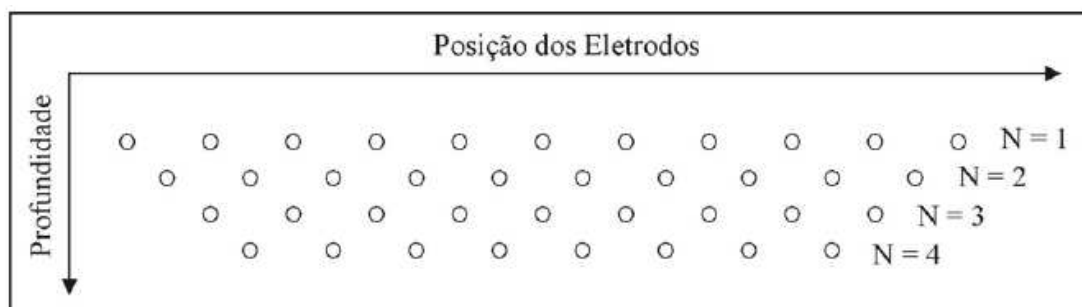 Posição dos Eletrodos
Profundidade
N = 1
N = 2
N = 3
N = 4